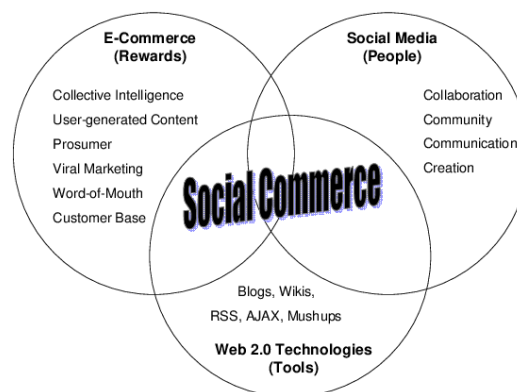 E-Commerce
(Rewards)
Collective Intelligence
User-generated Content
Prosumer
Viral Marketing
Word-of-Mouth
Customer Base
Social Media
(People)
Collaboration
Community
Communication
Creation
Social Commerce
Blogs, Wikis,
RSS, AJAX, Mushups
Web 2.0 Technologies
(Tools)